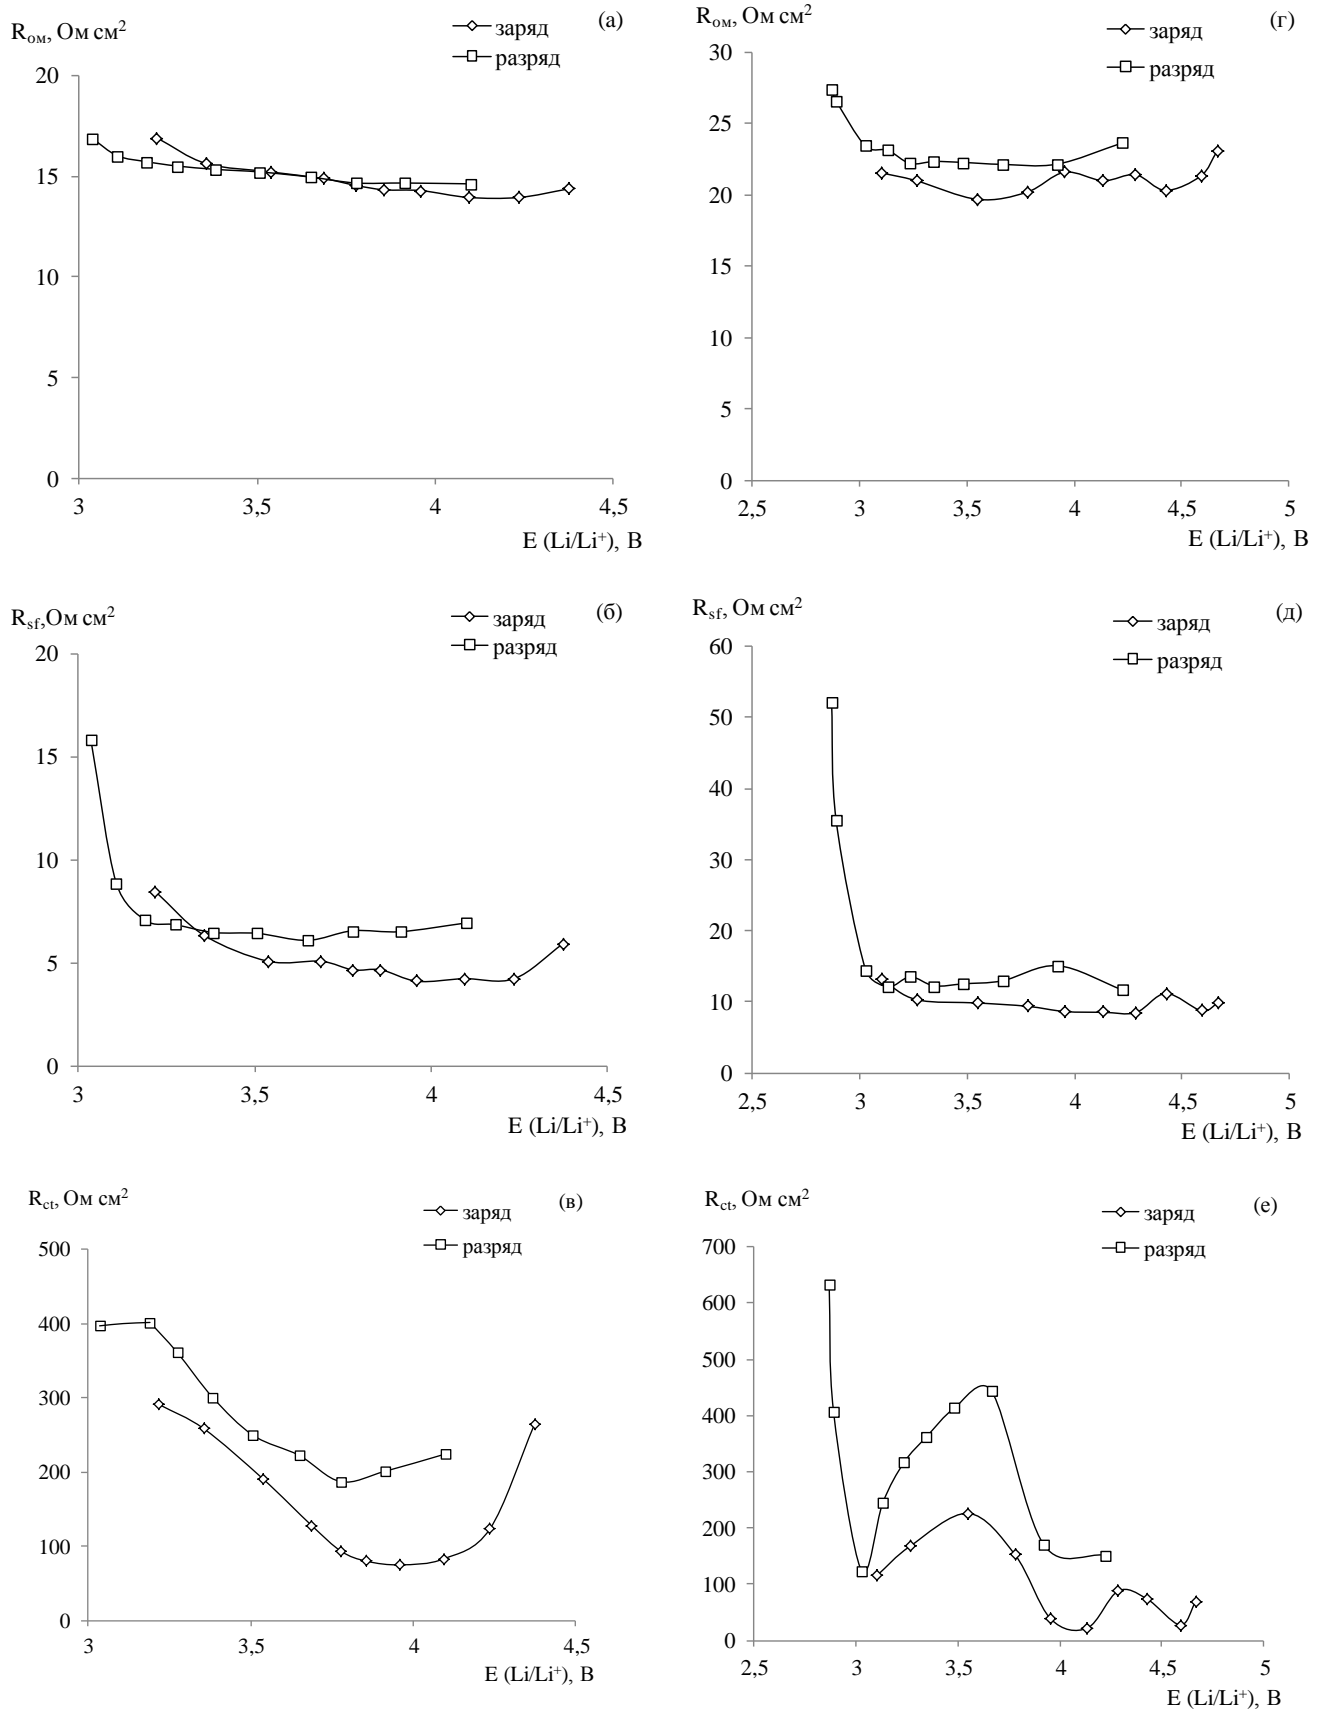 Rом, Ом см²
заряд
разряд
(а)
20
15
10
5
0
3
3,5
4
4,5
E (Li/Li⁺), В
Rом, Ом см²
заряд
разряд
(г)
30
25
20
15
10
5
0
2,5
3
3,5
4
4,5
5
E (Li/Li⁺), В
Rsf,Ом см²
заряд
разряд
(б)
20
15
10
5
0
3
3,5
4
4,5
E (Li/Li⁺), В
Rsf, Ом см²
заряд
разряд
(д)
60
50
40
30
20
10
0
2,5
3
3,5
4
4,5
5
E (Li/Li⁺), В
Rct, Ом см²
заряд
разряд
(в)
500
400
300
200
100
0
3
3,5
4
4,5
E (Li/Li⁺), В
Rct, Ом см²
заряд
разряд
(е)
700
600
500
400
300
200
100
0
2,5
3
3,5
4
4,5
5
E (Li/Li⁺), В